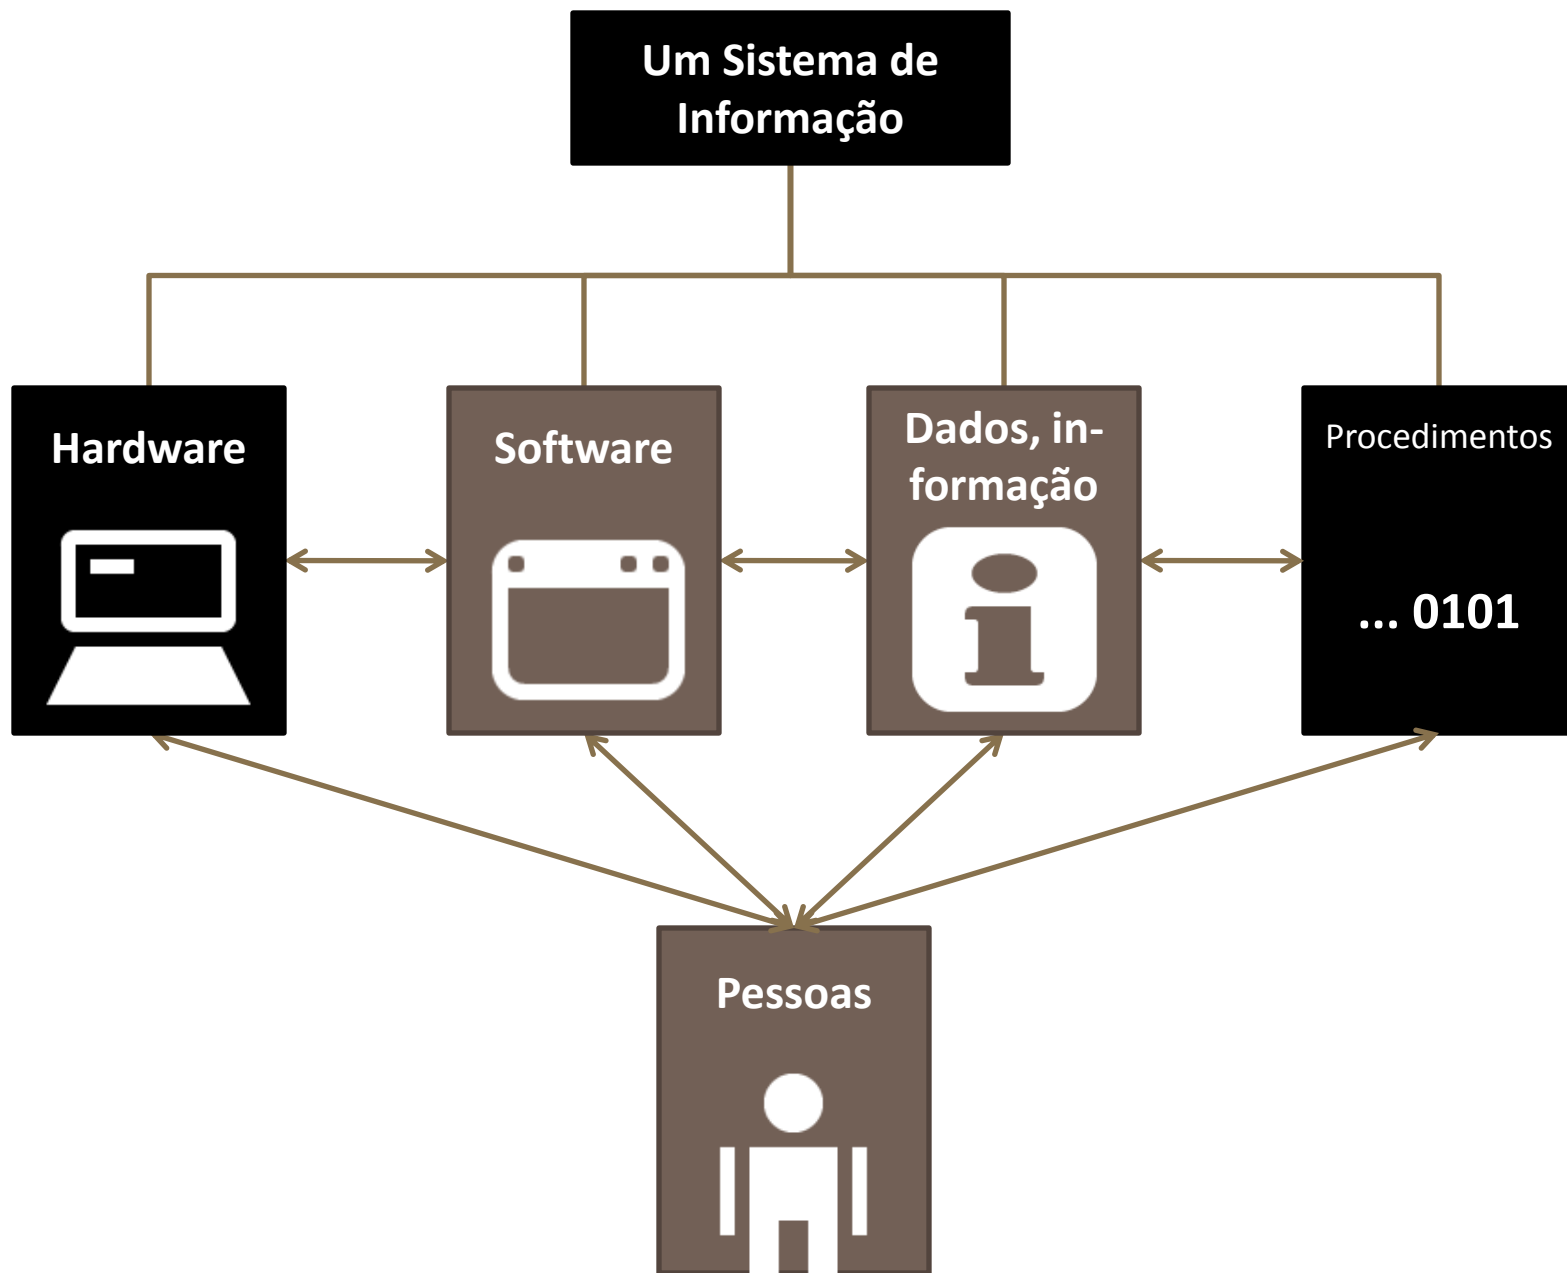 Um Sistema de
Informação
Hardware
Software
Dados, in-
formação
Procedimentos
... 0101
Pessoas